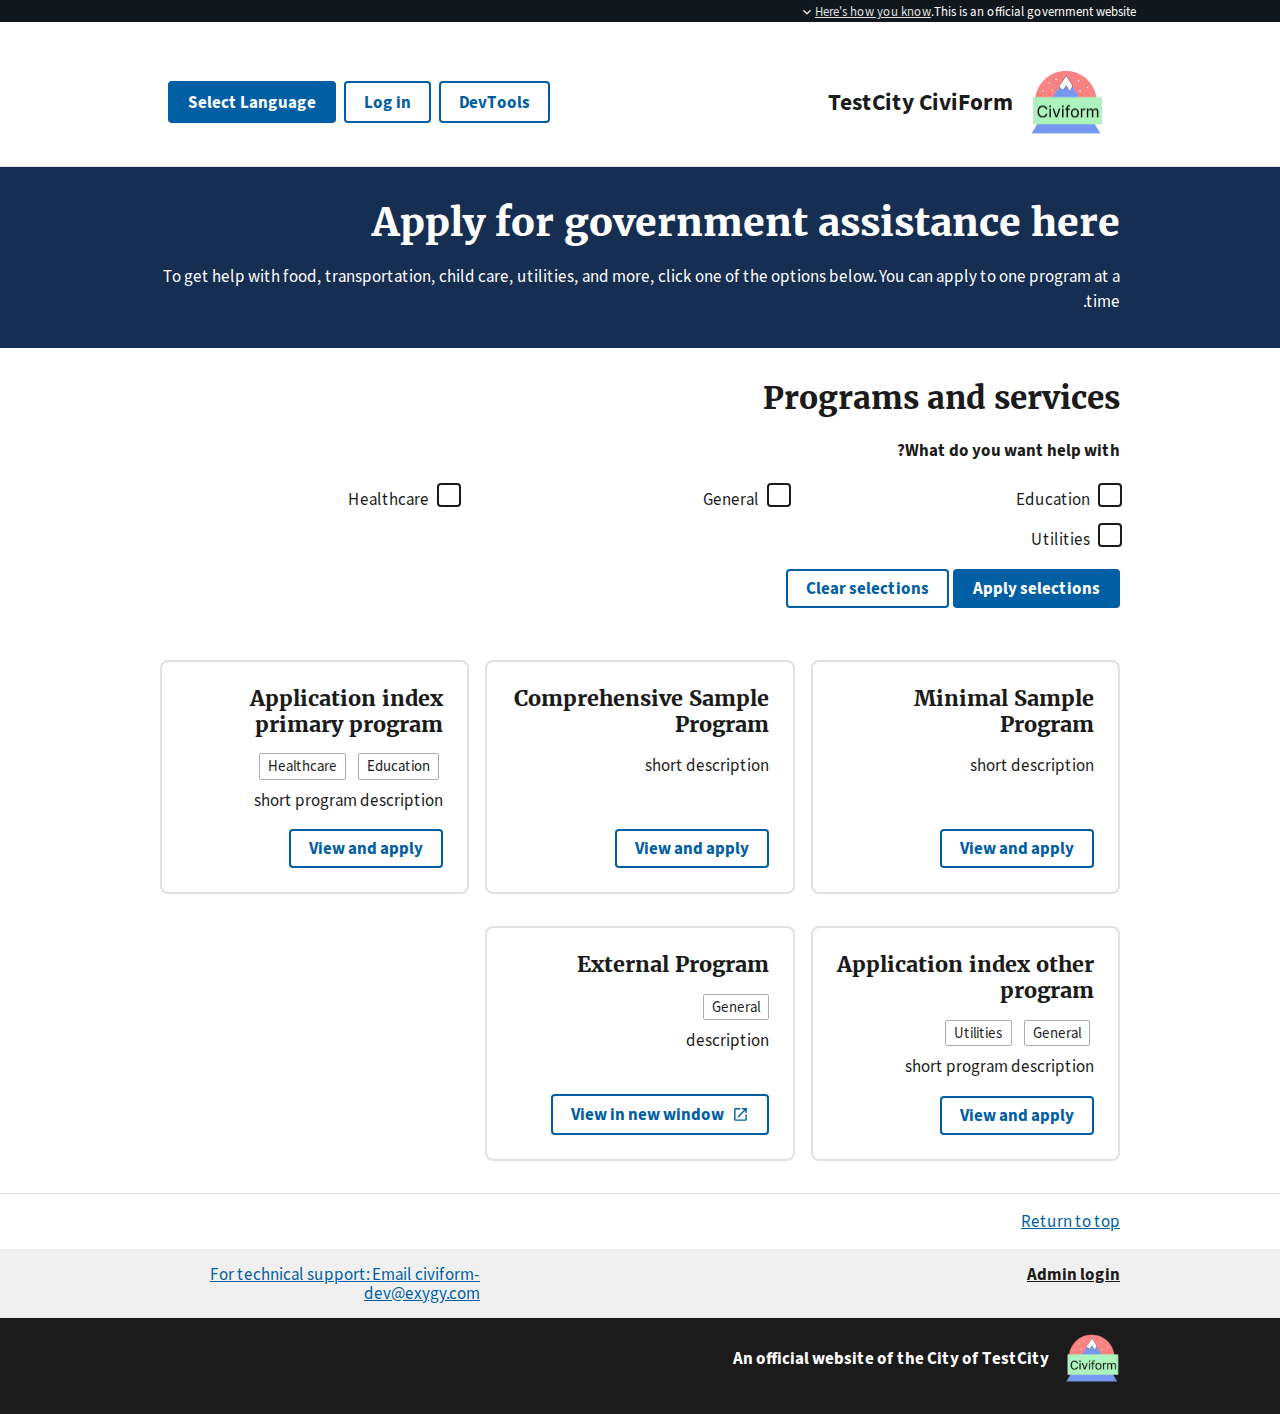 This is an official government website. Here's how you know
TestCity CiviForm
Civiform
Select Language
Log in
DevTools
Apply for government assistance here
To get help with food, transportation, child care, utilities, and more, click one of the options below. You can apply to one program at a
time.
Programs and services
What do you want help with?
Education
General
Healthcare
Utilities
Apply selections
Clear selections
Minimal Sample
Program
short description
View and apply
Comprehensive Sample
Program
short description
View and apply
Application index
primary program
Education
Healthcare
short program description
View and apply
Application index other
program
General
Utilities
short program description
View and apply
External Program
General
description
View in new window
Return to top
Admin login
For technical support: Email civiform-
dev@exygy.com
Civiform
An official website of the City of TestCity